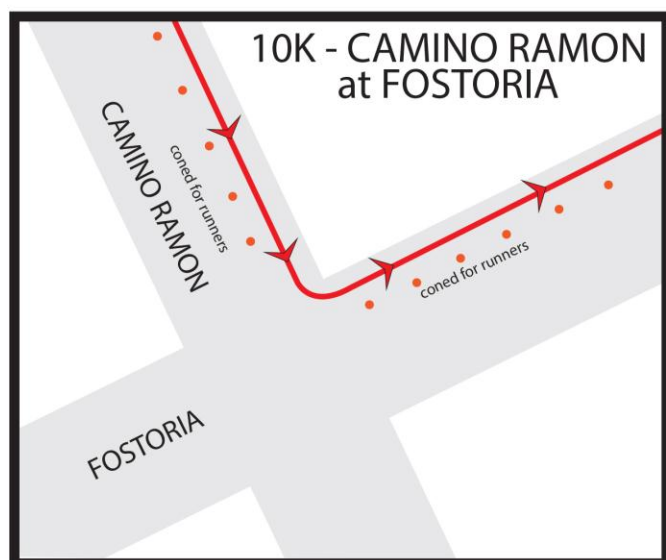 10K - CAMINO RAMON
at FOSTORIA
CAMINO RAMON
coned for runners
coned for runners
FOSTORIA